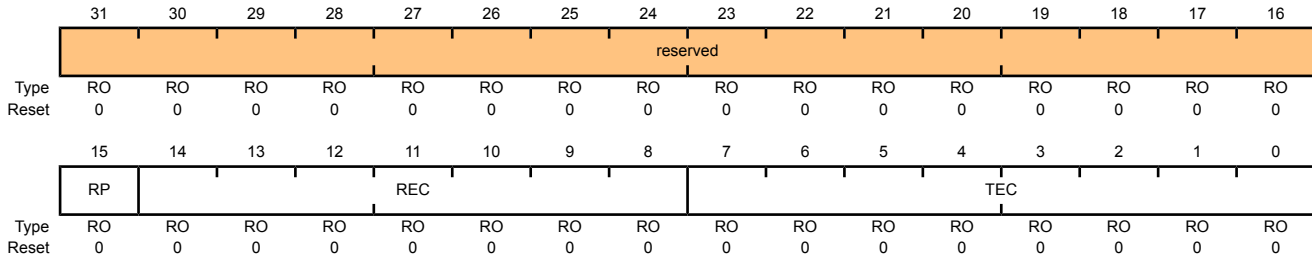 31 30 29 28 27 26 25 24 23 22 21 20 19 18 17 16
reserved
Type RO RO RO RO RO RO RO RO RO RO RO RO RO RO RO RO
Reset 0 0 0 0 0 0 0 0 0 0 0 0 0 0 0 0
15 14 13 12 11 10 9 8 7 6 5 4 3 2 1 0
RP REC TEC
Type RO RO RO RO RO RO RO RO RO RO RO RO RO RO RO RO
Reset 0 0 0 0 0 0 0 0 0 0 0 0 0 0 0 0